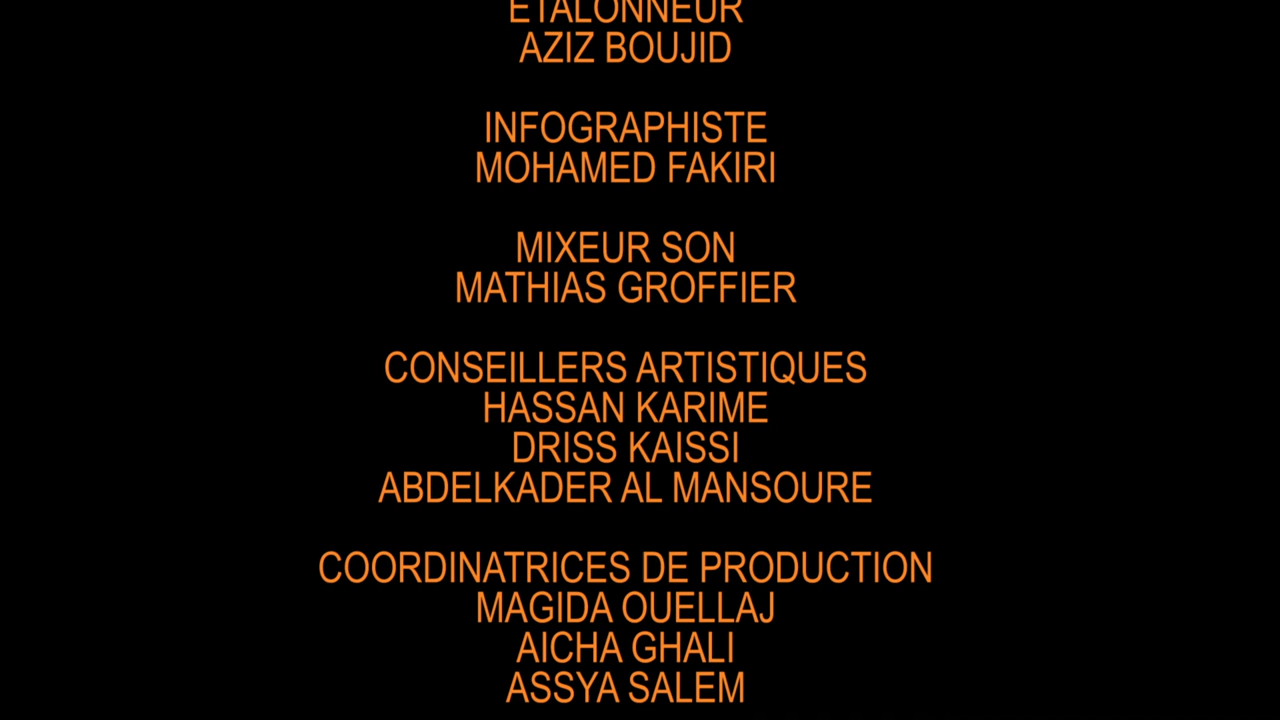 ETALONNEUR
AZIZ BOUJID
INFOGRAPHISTE
MOHAMED FAKIRI
MIXEUR SON
MATHIAS GROFFIER
CONSEILLERS ARTISTIQUES
HASSAN KARIME
DRISS KAISSI
ABDELKADER AL MANSOURE
COORDINATRICES DE PRODUCTION
MAGIDA OUELLAJ
AICHA GHALI
ASSYA SALEM